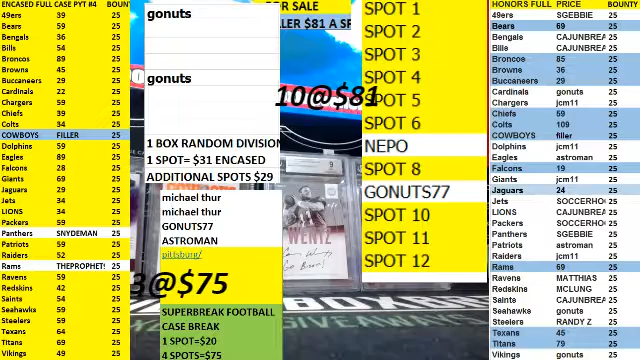 ENCASED FULL CASE PYT #4 BOUNTY
49ers 59 25
Bears 59 25
Bengals 36 25
Bills 54 25
Broncos 89 25
Browns 45 25
Buccaneers 29 25
Cardinals 22 25
Chargers 59 25
Chiefs 39 25
Colts 34 25
COWBOYS FILLER 25
Dolphins 59 25
Eagles 89 25
Falcons 28 25
Giants 69 25
Jaguars 29 25
Jets 34 25
LIONS 34 25
Packers 59 25
Panthers SNYDEMAN 25
Patriots 59 25
Raiders 52 25
Rams THEPROPHET 25
Ravens 59 25
Redskins 42 25
Saints 54 25
Seahawks 59 25
Steelers 59 25
Texans 64 25
Titans 69 25
Vikings 49 25
gonuts
gonuts
1 BOX RANDOM DIVISION
1 SPOT= $31 ENCASED
ADDITIONAL SPOTS $29
michael thur
michael thur
GONUTS77
ASTROMAN
pittsburg/
3@$75
SUPERBREAK FOOTBALL
CASE BREAK
1 SPOT=$20
4 SPOTS=$75
FOR SALE
FILLER $81 A SP
10@$81
SPOT 1
SPOT 2
SPOT 3
SPOT 4
SPOT 5
SPOT 6
NEPO
SPOT 8
GONUTS77
SPOT 10
SPOT 11
SPOT 12
HONORS FULL PRICE BOUNTY
49ers SGEBBIE 25
Bears 69 25
Bengals CAJUNBREA 25
Bills CAJUNBREA 25
Broncos 85 25
Browns 36 25
Buccaneers 29 25
Cardinals gonuts 25
Chargers jcm11 25
Chiefs 59 25
Colts 109 25
COWBOYS filler 25
Dolphins jcm11 25
Eagles astroman 25
Falcons 19 25
Giants jcm11 25
Jaguars 24 25
Jets SOCCERHO 25
LIONS CAJUNBREA 25
Packers SOCCERHO 25
Panthers SGEBBIE 25
Patriots astroman 25
Raiders jcm11 25
Rams 69 25
Ravens MATTHIAS 25
Redskins MCLUNG 25
Saints CAJUNBREA 25
Seahawks gonuts 25
Steelers RANDY Z 25
Texans 45 25
Titans 79 25
Vikings gonuts 25